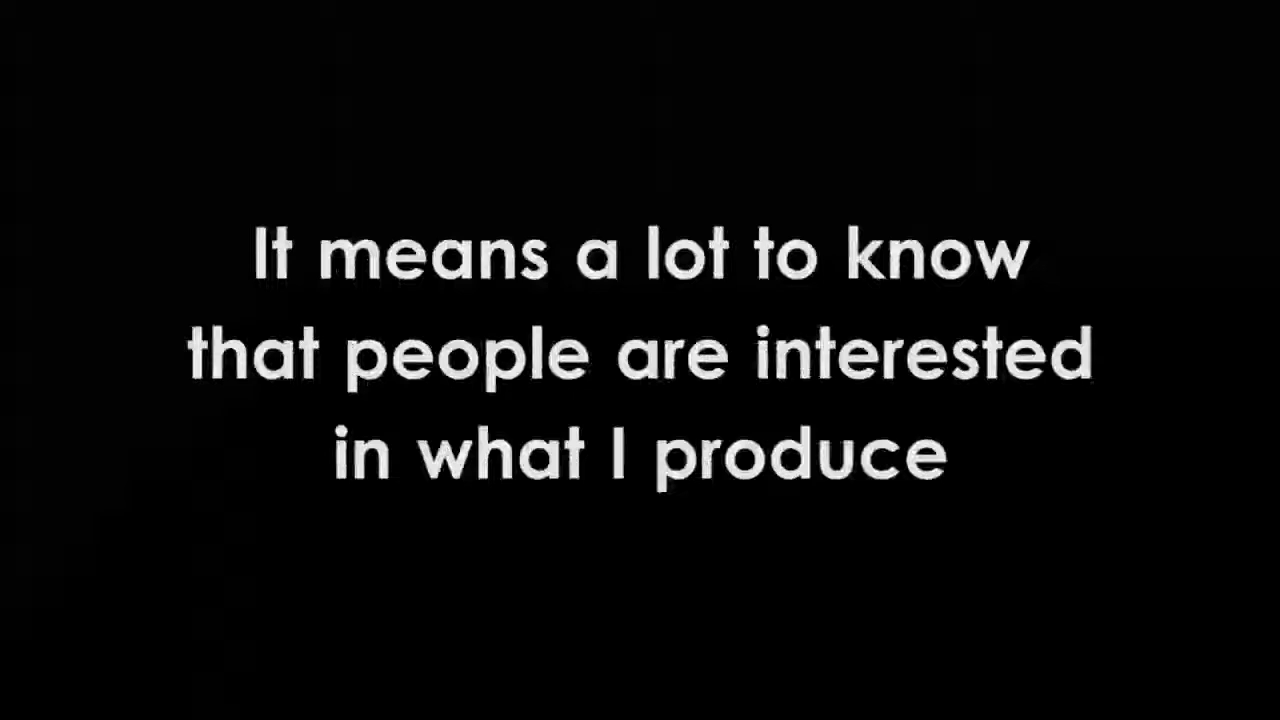 It means a lot to know
that people are interested
in what I produce